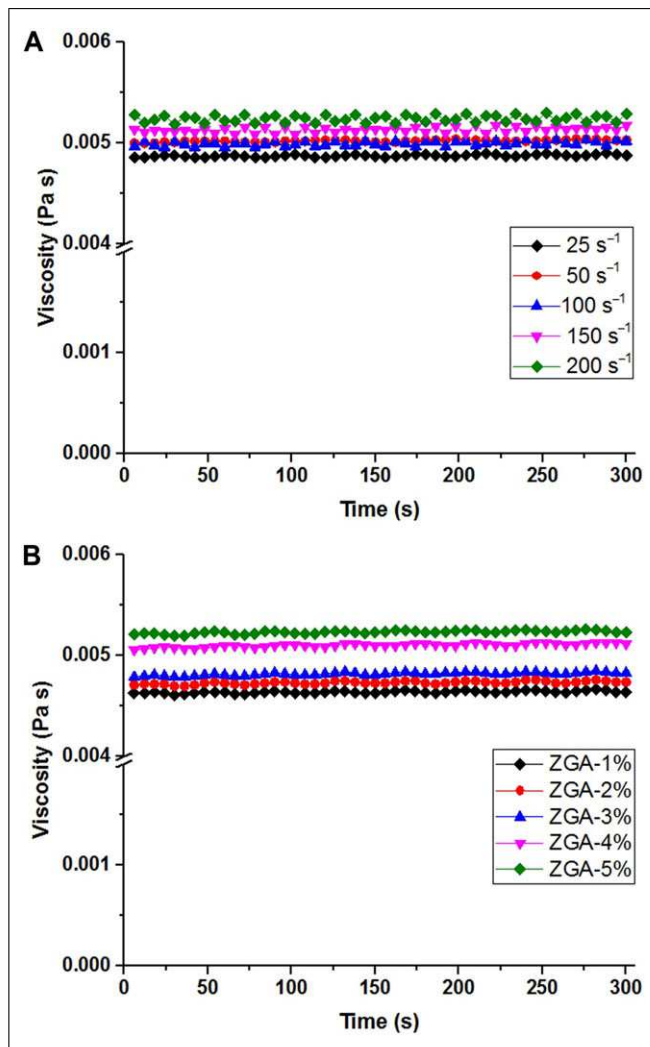 A
0.006
0.005
0.004
0.001
0.000
Viscosity (Pa s)
25 s⁻¹
50 s⁻¹
100 s⁻¹
150 s⁻¹
200 s⁻¹
0 50 100 150 200 250 300
Time (s)
B
0.006
0.005
0.004
0.001
0.000
Viscosity (Pa s)
ZGA-1%
ZGA-2%
ZGA-3%
ZGA-4%
ZGA-5%
0 50 100 150 200 250 300
Time (s)